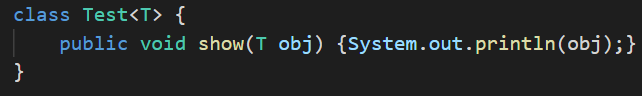 class Test<T> {
    public void show(T obj) {System.out.println(obj);}
}